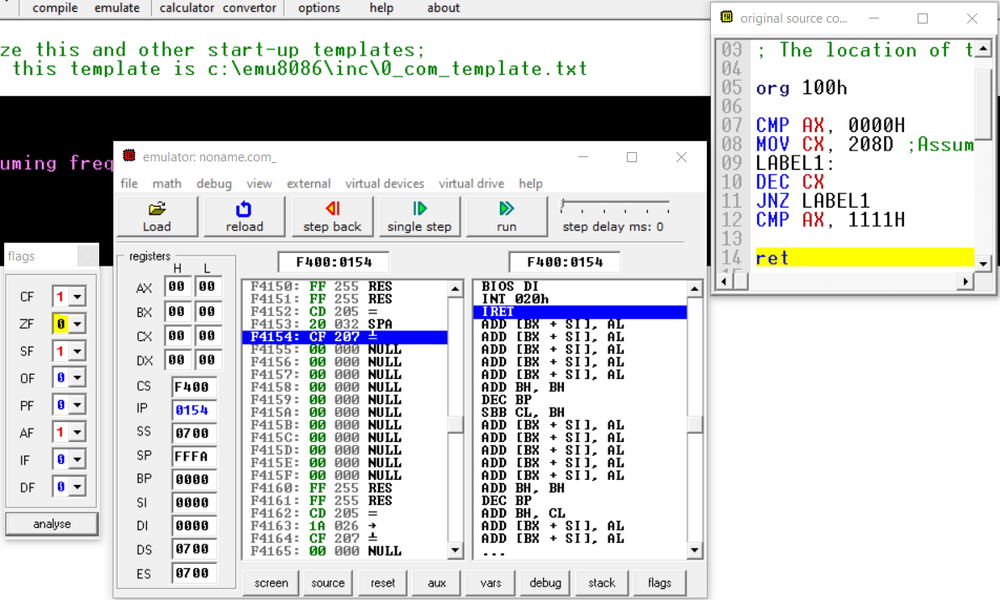 compile emulate calculator convertor options help about
ze this and other start-up templates;
this template is c:\emu8086\inc\0_com_template.txt
uming freq
original source co...
03 ; The location of t
04
05 org 100h
06
07 CMP AX, 0000H
08 MOV CX, 208D ;Assum
09 LABEL1:
10 DEC CX
11 JNZ LABEL1
12 CMP AX, 1111H
13
14 ret
emulator: noname.com_
file math debug view external virtual devices virtual drive help
Load reload step back single step run step delay ms: 0
flags
CF 1
ZF 0
SF 1
OF 0
PF 0
AF 1
IF 0
DF 0
analyse
registers
H L
AX 00 00
BX 00 00
CX 00 00
DX 00 00
CS F400
IP 0154
SS 0700
SP FFFA
BP 0000
SI 0000
DI 0000
DS 0700
ES 0700
F400:0154
F4150: FF 255 RES
F4151: FF 255 RES
F4152: CD 205 =
F4153: 20 032 SPA
F4154: CF 207 ╧
F4155: 00 000 NULL
F4156: 00 000 NULL
F4157: 00 000 NULL
F4158: 00 000 NULL
F4159: 00 000 NULL
F415A: 00 000 NULL
F415B: 00 000 NULL
F415C: 00 000 NULL
F415D: 00 000 NULL
F415E: 00 000 NULL
F415F: 00 000 NULL
F4160: FF 255 RES
F4161: FF 255 RES
F4162: CD 205 =
F4163: 1A 026 →
F4164: CF 207 ╧
F4165: 00 000 NULL
F400:0154
BIOS DI
INT 020h
IRET
ADD [BX + SI], AL
ADD [BX + SI], AL
ADD [BX + SI], AL
ADD [BX + SI], AL
ADD [BX + SI], AL
ADD BH, BH
DEC BP
SBB CL, BH
ADD [BX + SI], AL
ADD [BX + SI], AL
ADD [BX + SI], AL
ADD [BX + SI], AL
ADD [BX + SI], AL
ADD BH, BH
DEC BP
ADD BH, CL
ADD [BX + SI], AL
ADD [BX + SI], AL
...
screen source reset aux vars debug stack flags